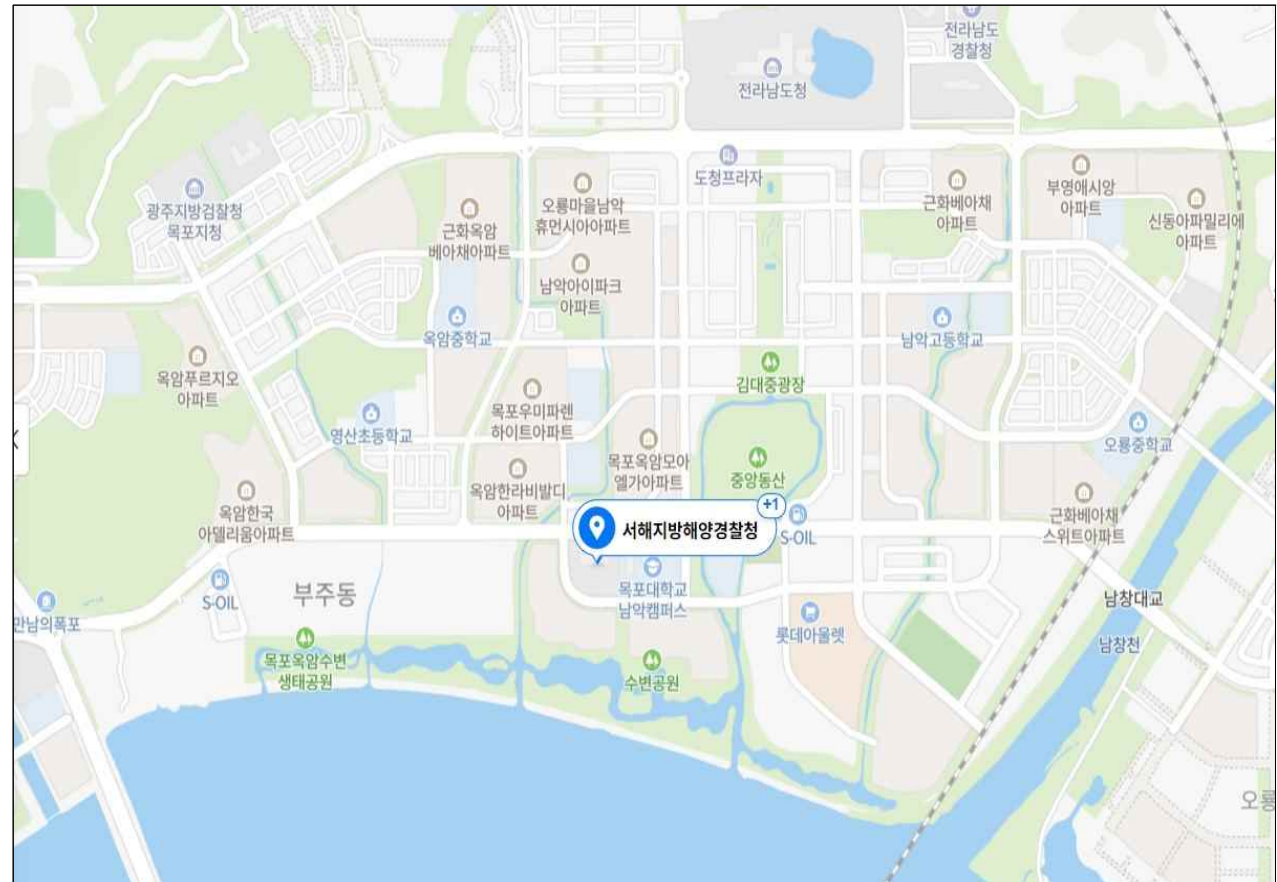 전라남도
경찰청
전라남도청
도청프라자
광주지방검찰청
목포지청
근화옥암
베아채아파트
오룡마을남악
휴먼시아아파트
근화베아채
아파트
부영애시앙
아파트
신동아파밀리에
아파트
남악아이파크
아파트
옥암중학교
남악고등학교
옥암푸르지오
아파트
김대중광장
목포우미파렌
하이트아파트
영산초등학교
오룡중학교
목포옥암모아
엘가아파트
중앙동산
옥암한라비발디
아파트
옥암한국
아델리움아파트
근화베아채
스위트아파트
+1
서해지방해양경찰청
S-OIL
S-OIL
부주동
목포대학교
남악캠퍼스
남창대교
만남의폭포
롯데아울렛
남창천
목포옥암수변
생태공원
수변공원
오룡